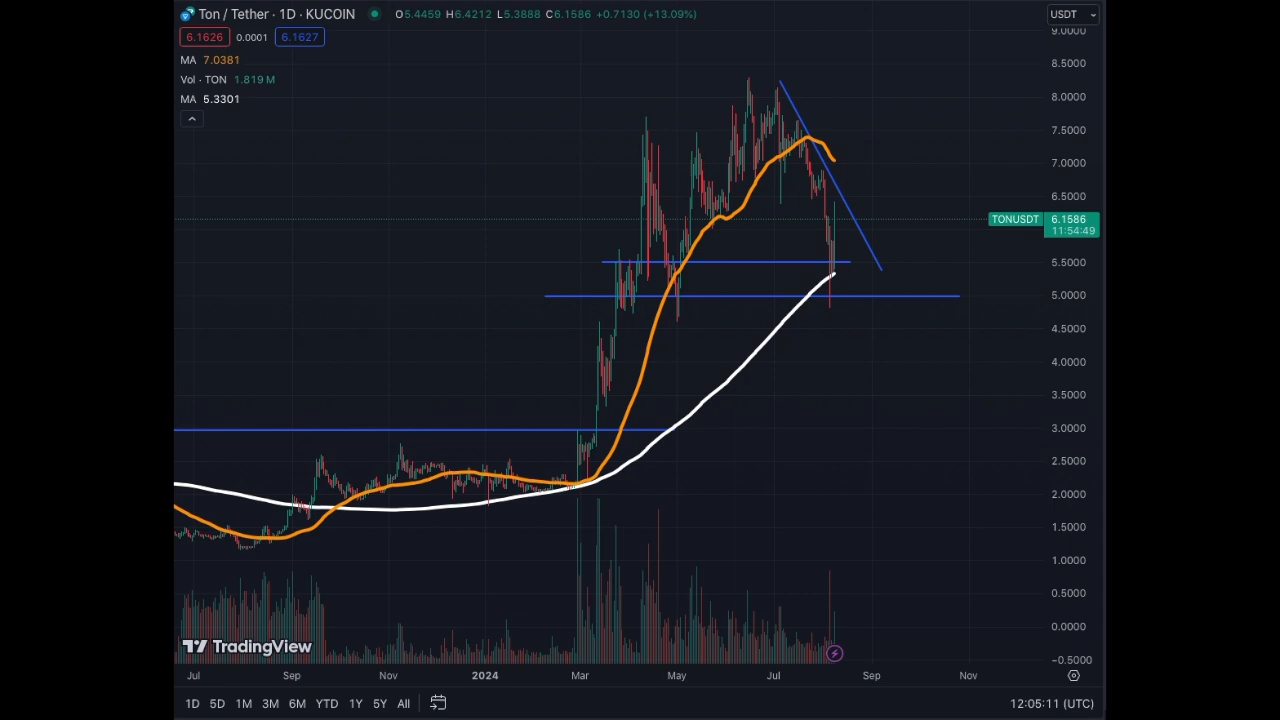 Ton / Tether · 1D · KUCOIN O5.4459 H6.4212 L5.3888 C6.1586 +0.7130 (+13.09%)
USDT
6.1626 0.0001 6.1627
MA 7.0381
Vol · TON 1.819 M
MA 5.3301
9.0000
8.5000
8.0000
7.5000
7.0000
6.5000
TONUSDT 6.1586
11:54:49
5.5000
5.0000
4.5000
4.0000
3.5000
3.0000
2.5000
2.0000
1.5000
1.0000
0.5000
0.0000
−0.5000
TradingView
Jul Sep Nov 2024 Mar May Jul Sep Nov
1D 5D 1M 3M 6M YTD 1Y 5Y All 12:05:11 (UTC)